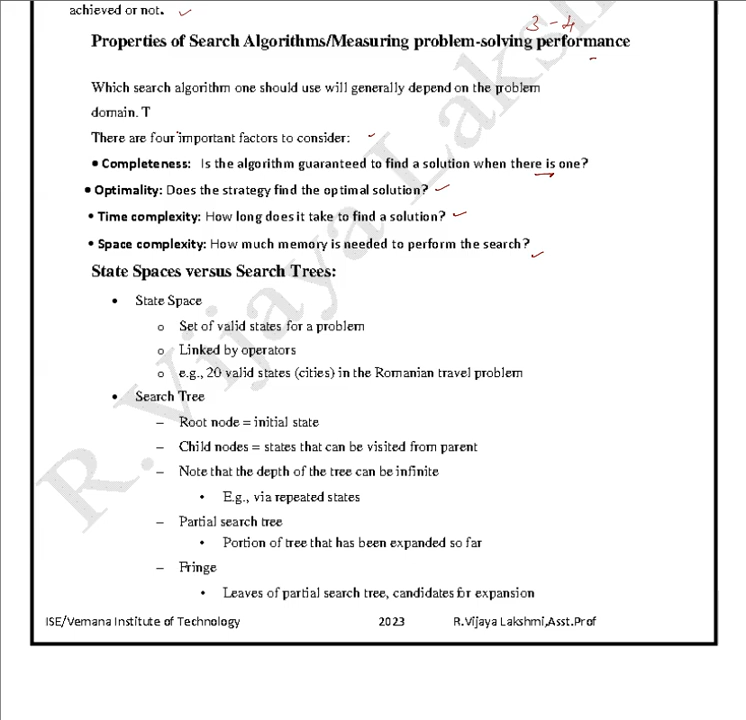 achieved or not.
3-4
Properties of Search Algorithms/Measuring problem-solving performance
Which search algorithm one should use will generally depend on the problem
domain. T
There are four important factors to consider:
• Completeness: Is the algorithm guaranteed to find a solution when there is one?
• Optimality: Does the strategy find the optimal solution?
• Time complexity: How long does it take to find a solution?
• Space complexity: How much memory is needed to perform the search?
State Spaces versus Search Trees:
• State Space
o Set of valid states for a problem
o Linked by operators
o e.g., 20 valid states (cities) in the Romanian travel problem
• Search Tree
– Root node = initial state
– Child nodes = states that can be visited from parent
– Note that the depth of the tree can be infinite
• E.g., via repeated states
– Partial search tree
• Portion of tree that has been expanded so far
– Fringe
• Leaves of partial search tree, candidates for expansion
ISE/Vemana Institute of Technology 2023 R.Vijaya Lakshmi,Asst.Prof
R. Vijaya Laksh